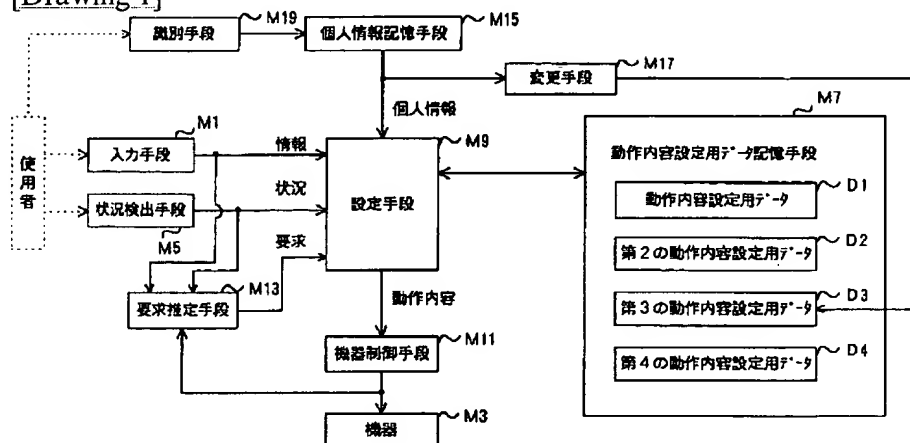 [Drawing 1]
識別手段
M19
個人情報記憶手段
M15
変更手段
M17
個人情報
M7
使用者
入力手段
M1
情報
M9
設定手段
動作内容設定用データ記憶手段
動作内容設定用データ
D1
状況検出手段
M5
状況
第2の動作内容設定用データ
D2
要求
要求推定手段
M13
動作内容
第3の動作内容設定用データ
D3
機器制御手段
M11
第4の動作内容設定用データ
D4
機器
M3